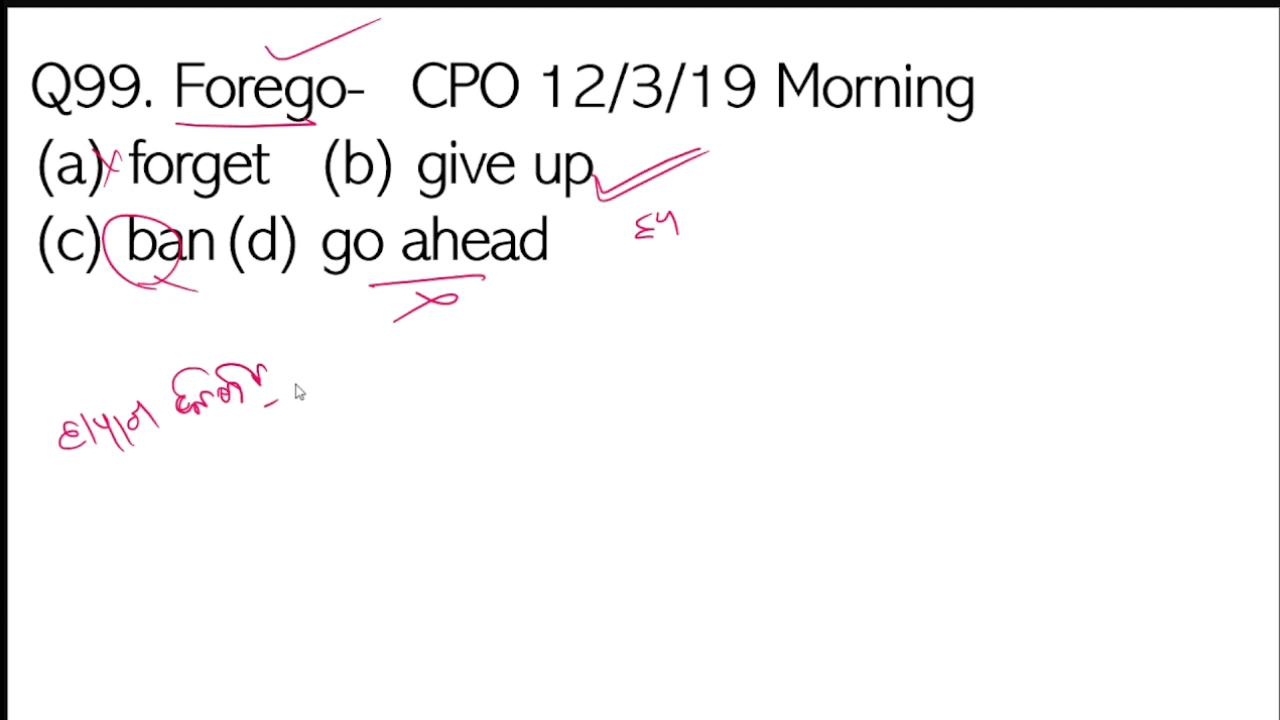 Q99. Forego- CPO 12/3/19 Morning
(a) forget (b) give up
(c) ban (d) go ahead